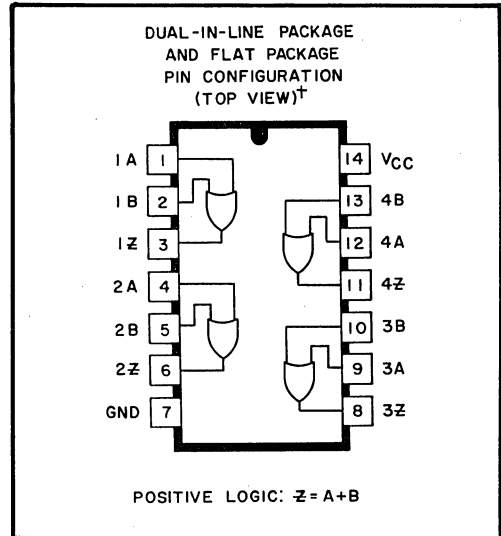 DUAL-IN-LINE PACKAGE
AND FLAT PACKAGE
PIN CONFIGURATION
(TOP VIEW)†
1A 1 14 VCC
1B 2 13 4B
1Z 3 12 4A
2A 4 11 4Z
2B 5 10 3B
2Z 6 9 3A
GND 7 8 3Z
POSITIVE LOGIC: Z = A+B